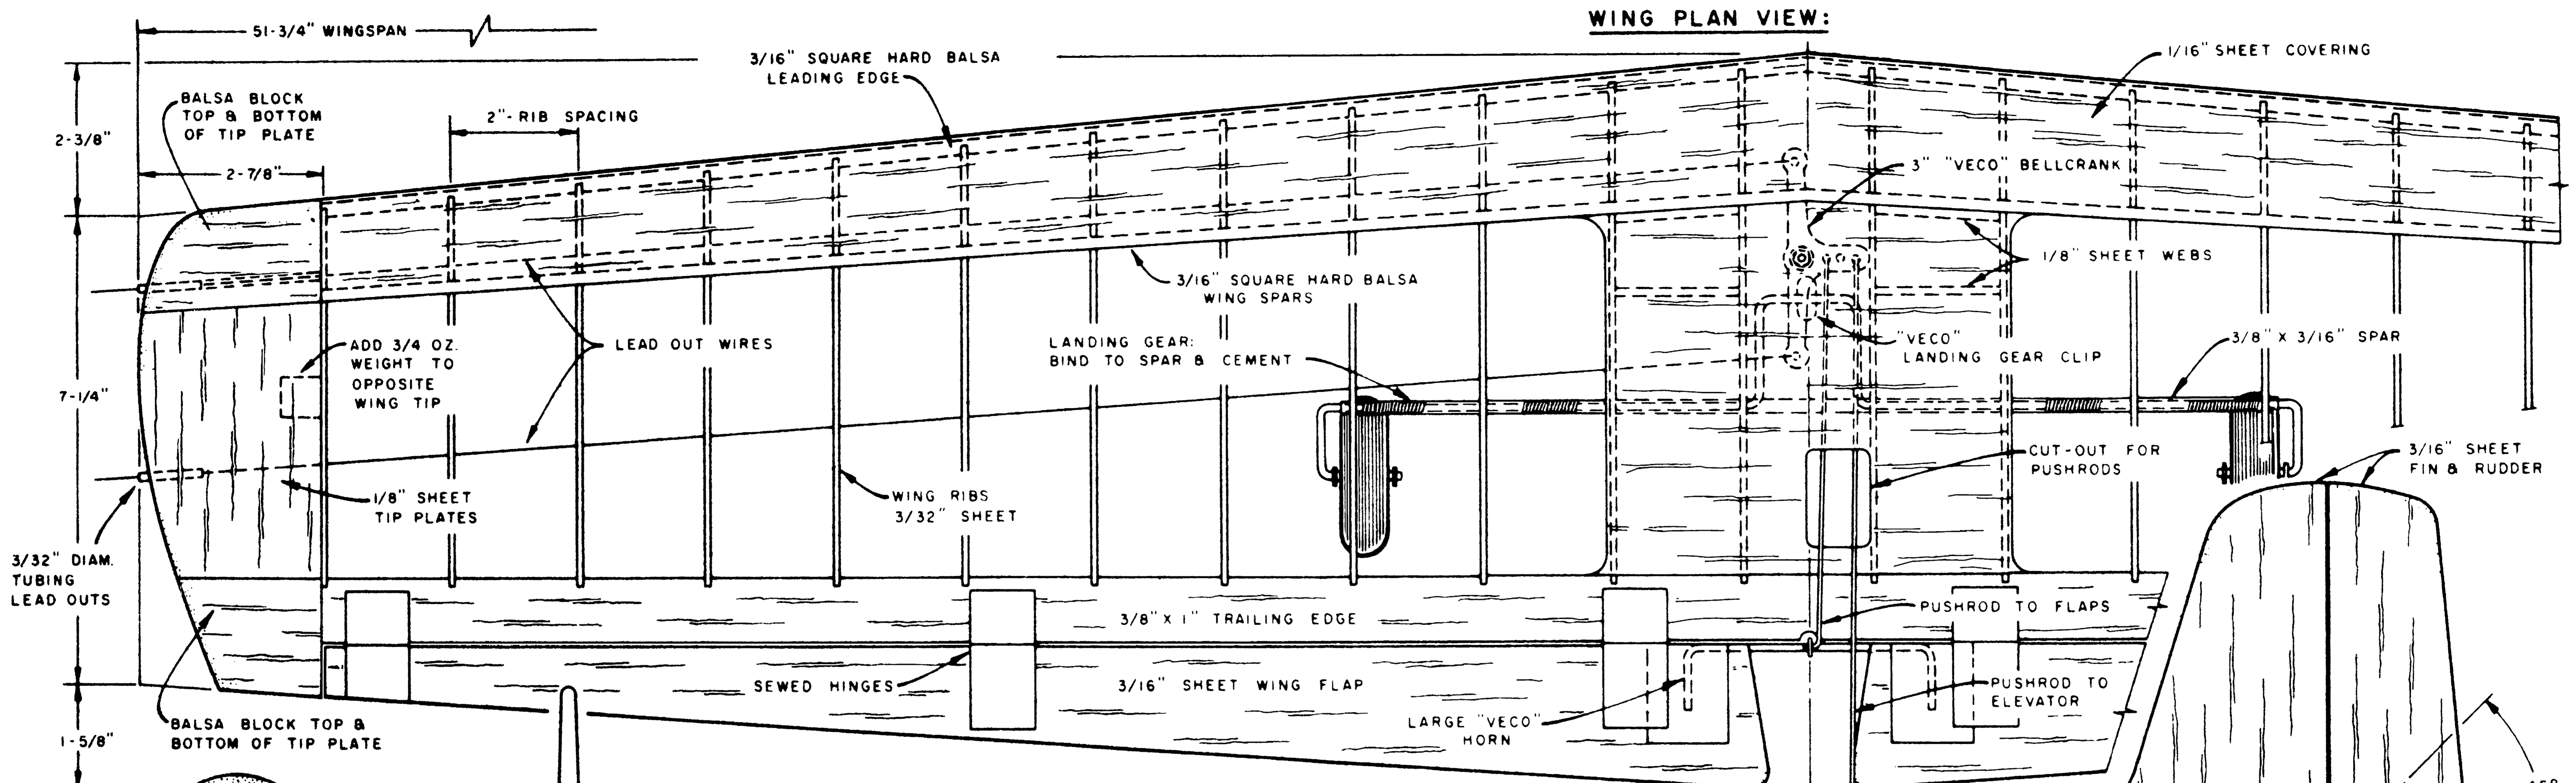 WING PLAN VIEW:
51-3/4" WINGSPAN
3/16" SQUARE HARD BALSA
LEADING EDGE
1/16" SHEET COVERING
BALSA BLOCK
TOP & BOTTOM
OF TIP PLATE
2"-RIB SPACING
2-3/8"
2-7/8"
3" "VECO" BELLCRANK
1/8" SHEET WEBS
3/16" SQUARE HARD BALSA
WING SPARS
ADD 3/4 OZ.
WEIGHT TO
OPPOSITE
WING TIP
LEAD OUT WIRES
LANDING GEAR:
BIND TO SPAR & CEMENT
"VECO"
LANDING GEAR CLIP
3/8" X 3/16" SPAR
7-1/4"
CUT-OUT FOR
PUSHRODS
3/16" SHEET
FIN & RUDDER
1/8" SHEET
TIP PLATES
WING RIBS
3/32" SHEET
3/32" DIAM.
TUBING
LEAD OUTS
3/8" X 1" TRAILING EDGE
PUSHROD TO FLAPS
SEWED HINGES
3/16" SHEET WING FLAP
PUSHROD TO
ELEVATOR
LARGE "VECO"
HORN
BALSA BLOCK TOP &
BOTTOM OF TIP PLATE
1-5/8"